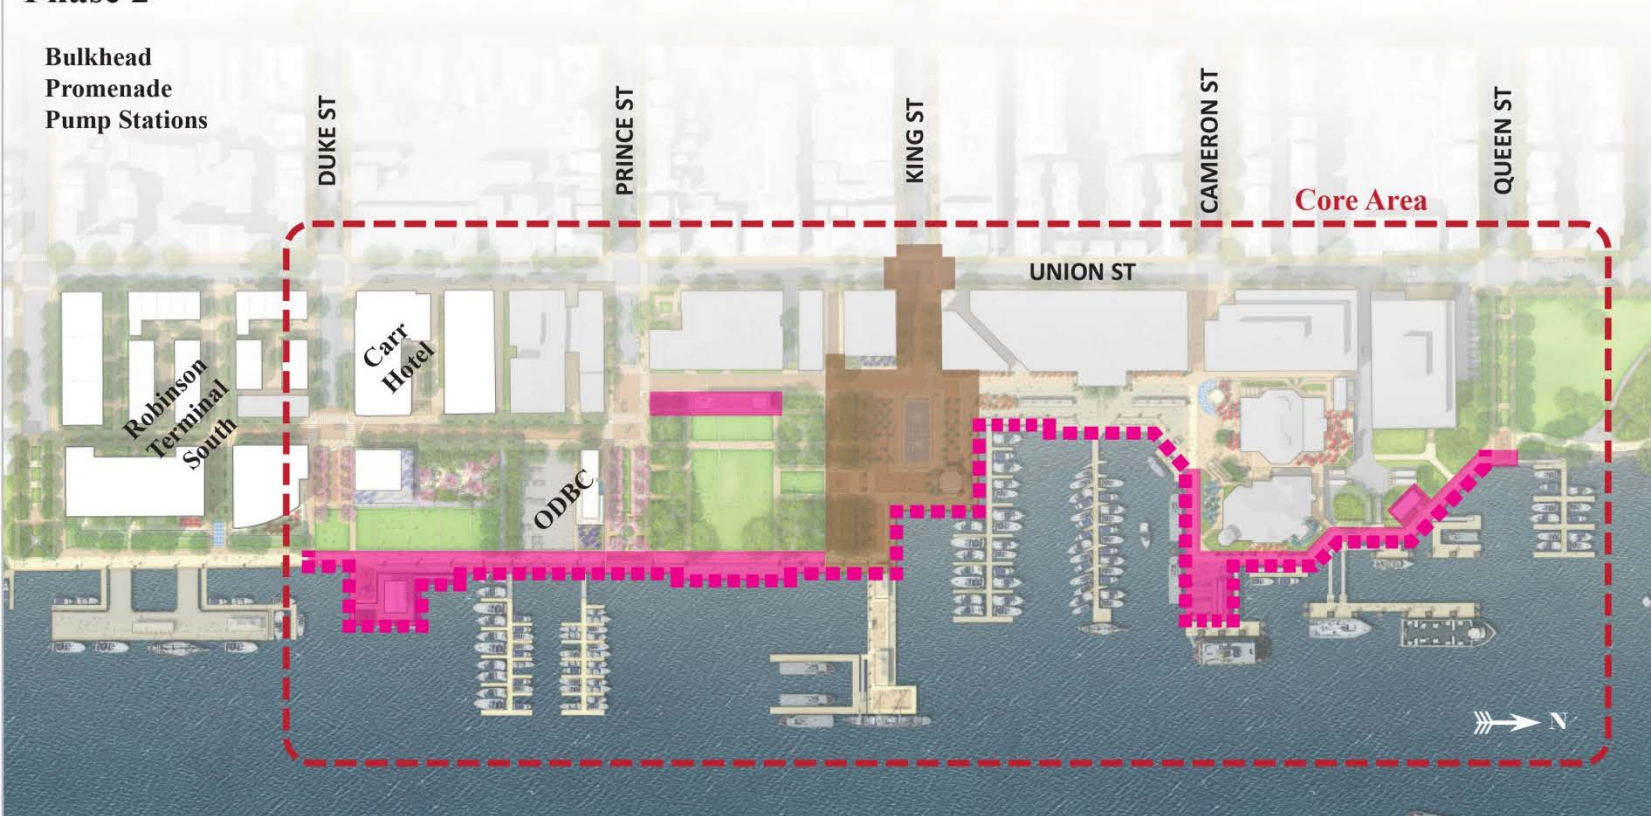 Phase 2
Bulkhead
Promenade
Pump Stations
DUKE ST
PRINCE ST
KING ST
CAMERON ST
QUEEN ST
Core Area
UNION ST
Carr
Hotel
Robinson
Terminal
South
ODBC
N